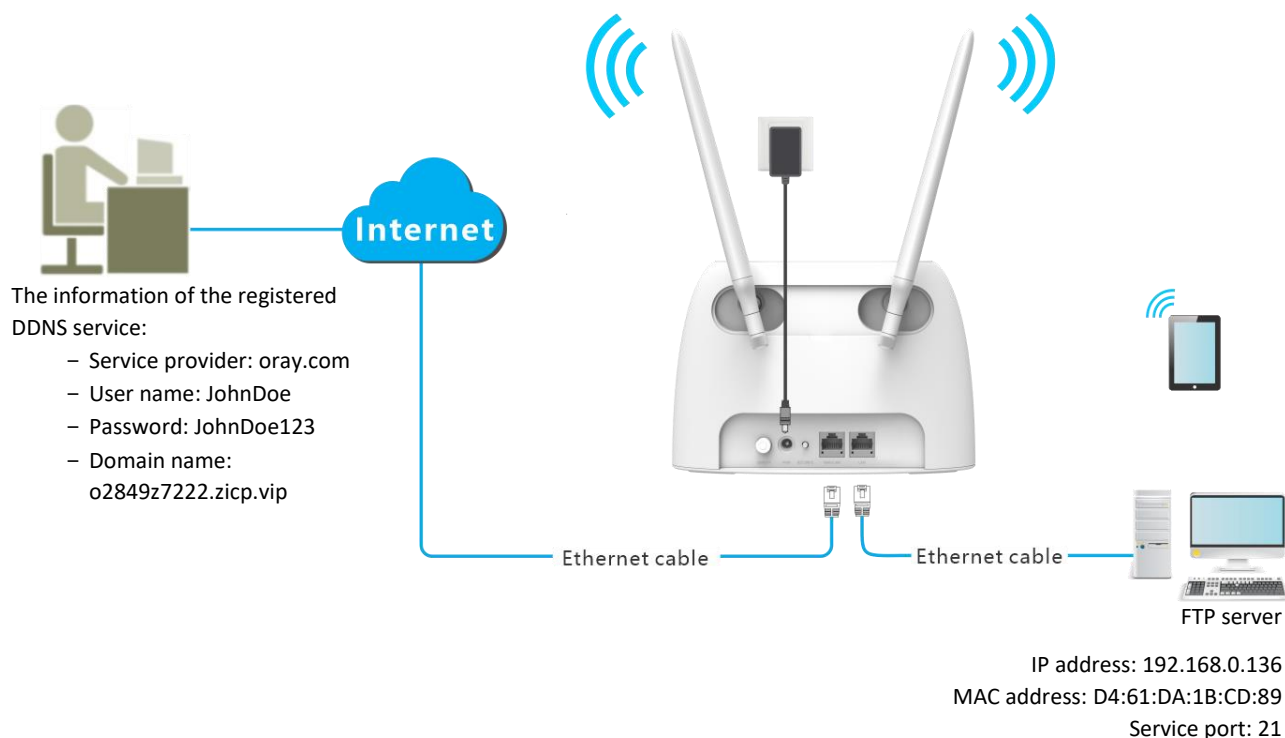 Internet
The information of the registered
DDNS service:
– Service provider: oray.com
– User name: JohnDoe
– Password: JohnDoe123
– Domain name:
o2849z7222.zicp.vip
Ethernet cable
Ethernet cable
FTP server
IP address: 192.168.0.136
MAC address: D4:61:DA:1B:CD:89
Service port: 21